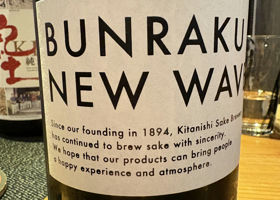 BUNRAKU
NEW WAV
Since our founding in 1894, Kitanishi Sake Brewe
has continued to brew sake with sincerity.
We hope that our products can bring people
a happy experience and atmosphere.